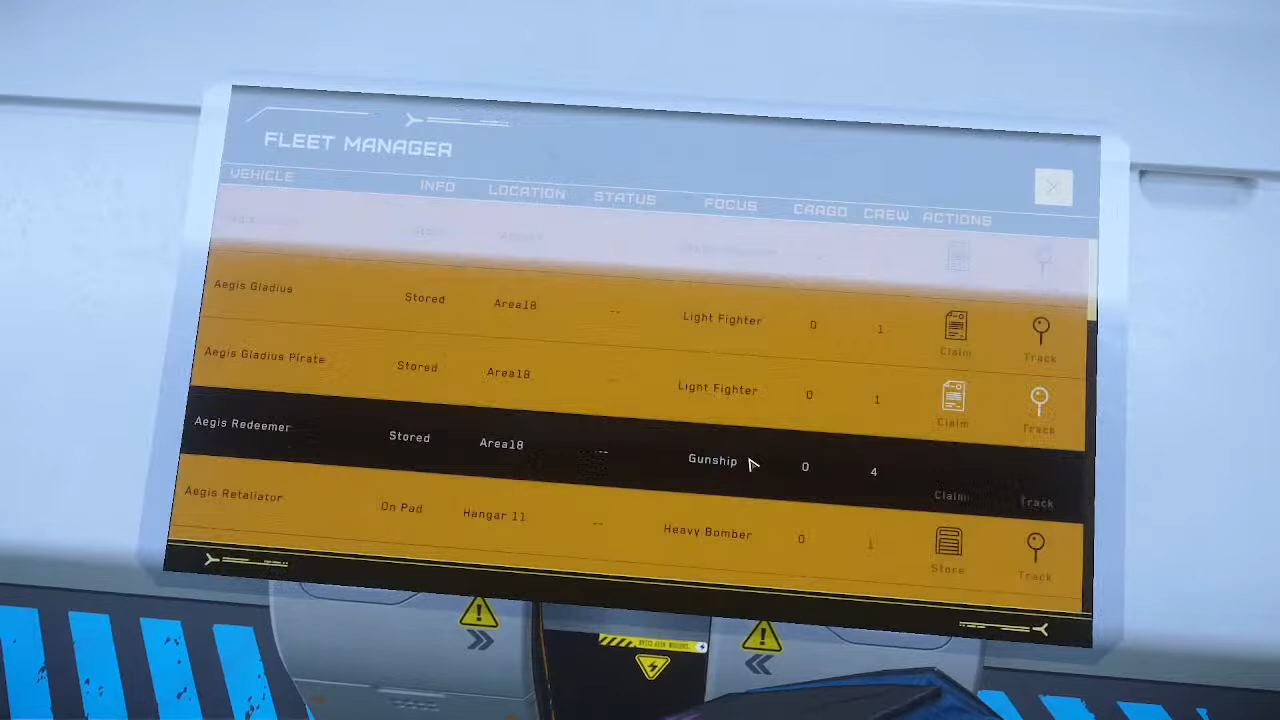 FLEET MANAGER
VEHICLE INFO LOCATION STATUS FOCUS CARGO CREW ACTIONS
Aegis Gladius Stored Area18 -- Light Fighter 0 1 Claim Track
Aegis Gladius Pirate Stored Area18 -- Light Fighter 0 1 Claim Track
Aegis Redeemer Stored Area18 -- Gunship 0 4 Claim Track
Aegis Retaliator On Pad Hangar 11 -- Heavy Bomber 0 1 Store Track